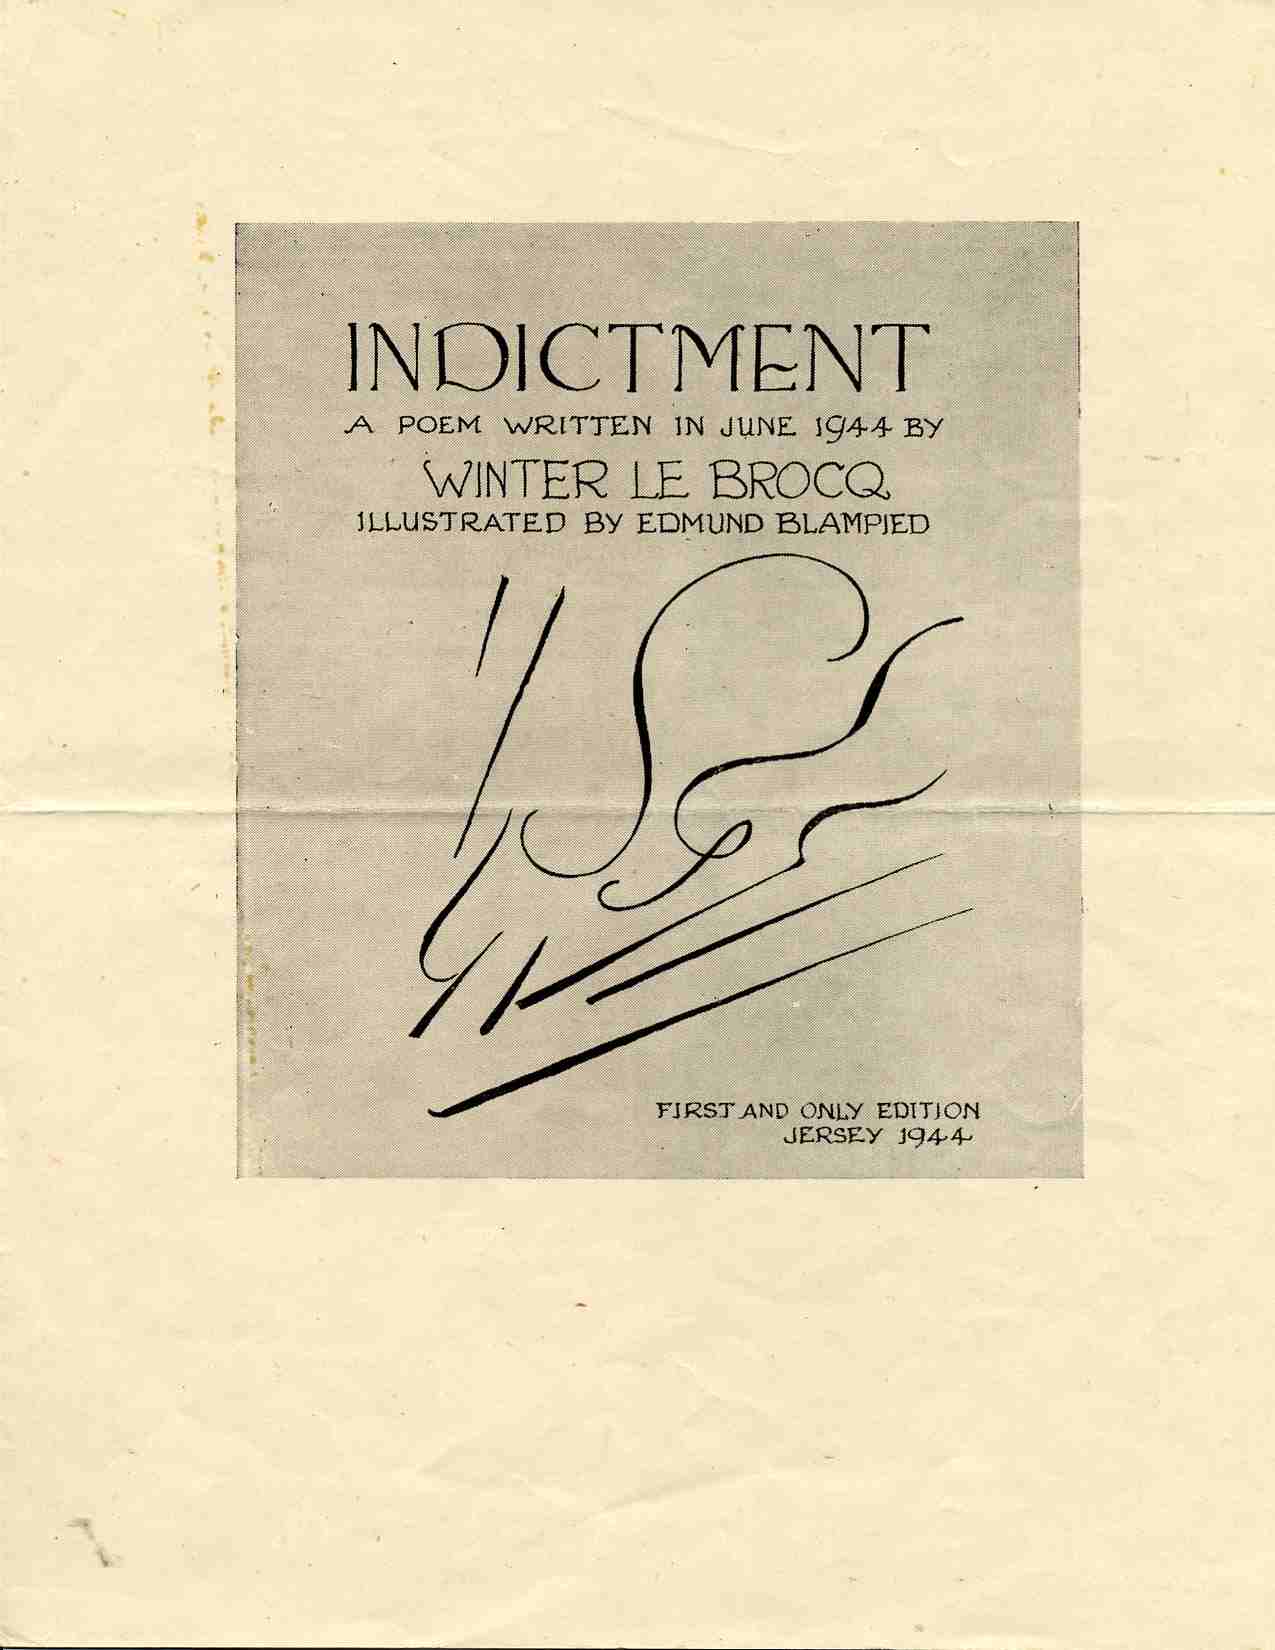 INDICTMENT
A POEM WRITTEN IN JUNE 1944 BY
WINTER LE BROCQ
ILLUSTRATED BY EDMUND BLAMPIED
FIRST AND ONLY EDITION
JERSEY 1944